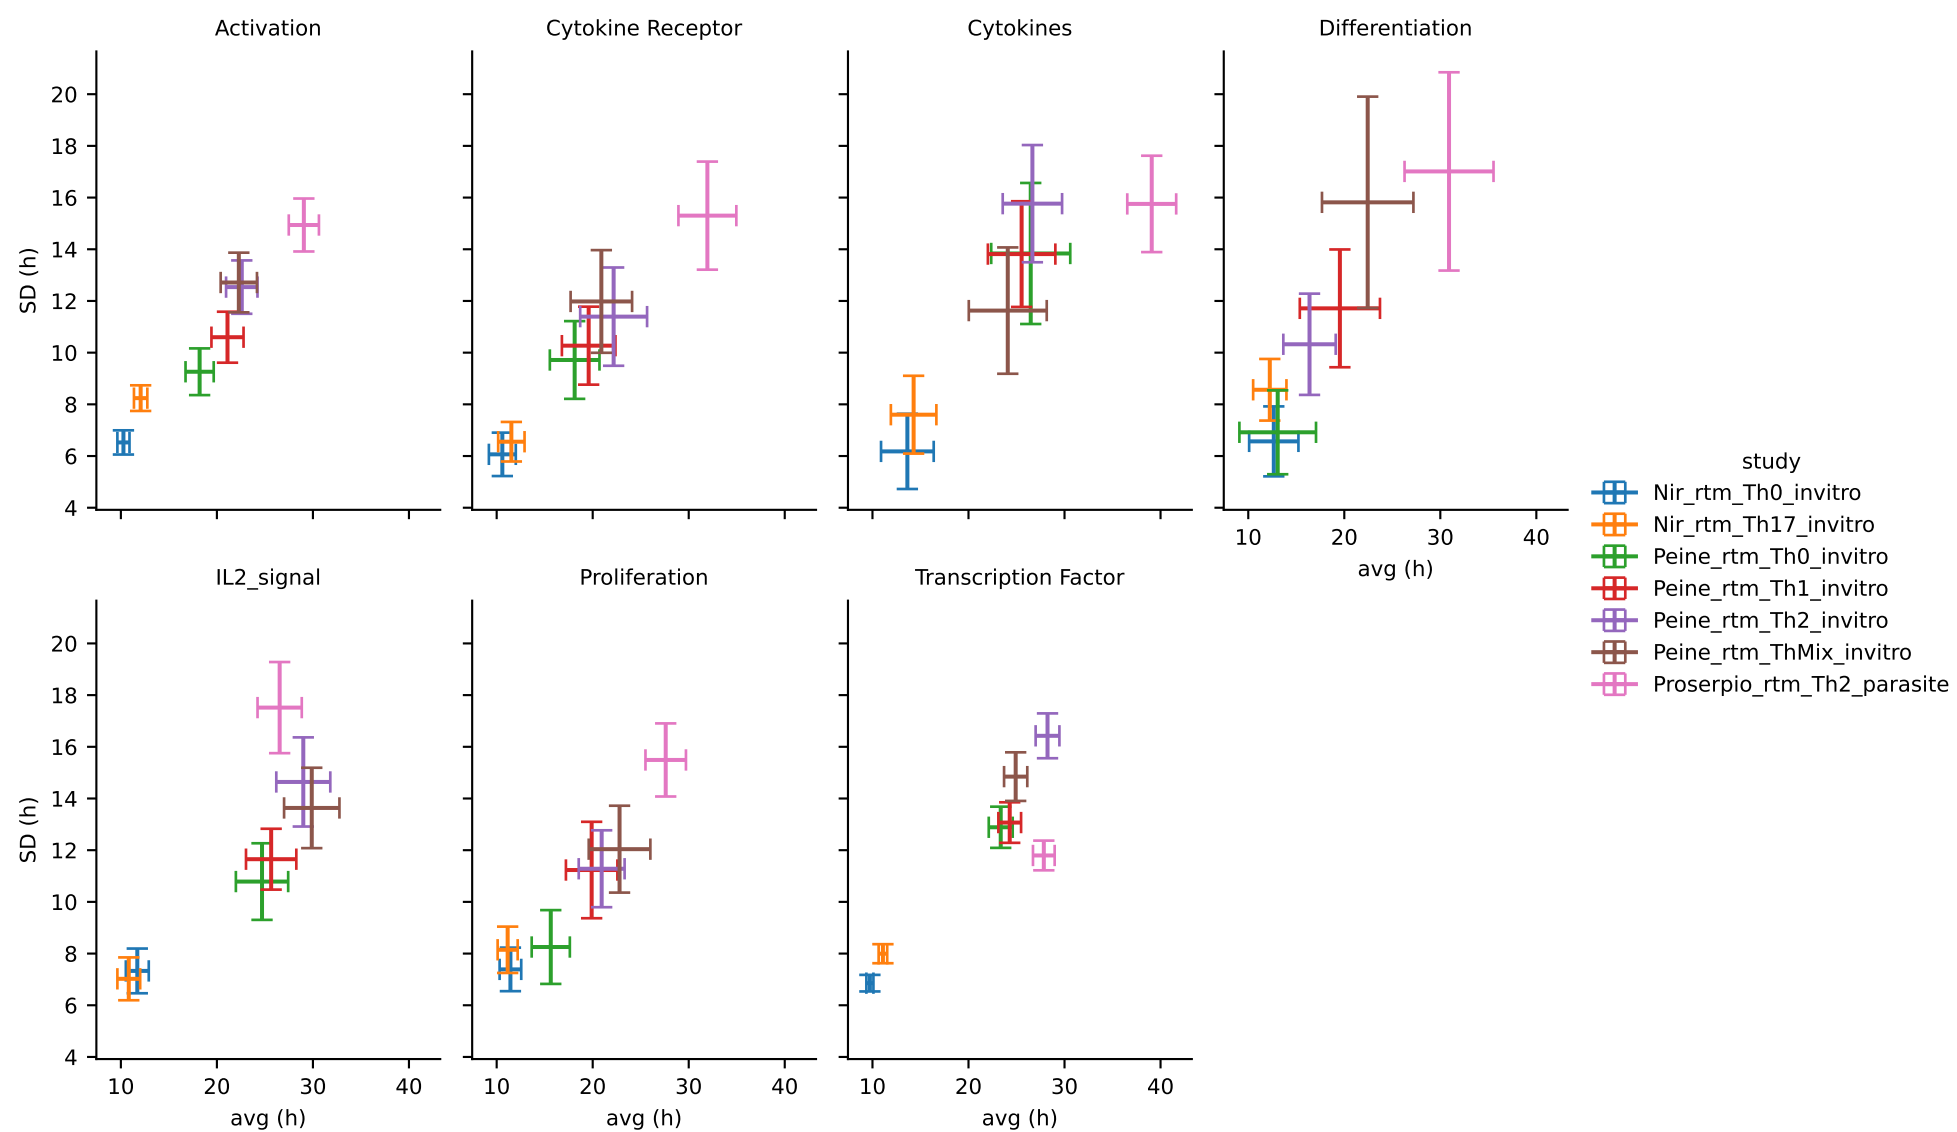 Activation
Cytokine Receptor
Cytokines
Differentiation
SD (h)
20
18
16
14
12
10
8
6
4
10 20 30 40
avg (h)
IL2_signal
Proliferation
Transcription Factor
SD (h)
20
18
16
14
12
10
8
6
4
10 20 30 40
avg (h)
10 20 30 40
avg (h)
10 20 30 40
avg (h)
study
Nir_rtm_Th0_invitro
Nir_rtm_Th17_invitro
Peine_rtm_Th0_invitro
Peine_rtm_Th1_invitro
Peine_rtm_Th2_invitro
Peine_rtm_ThMix_invitro
Proserpio_rtm_Th2_parasite